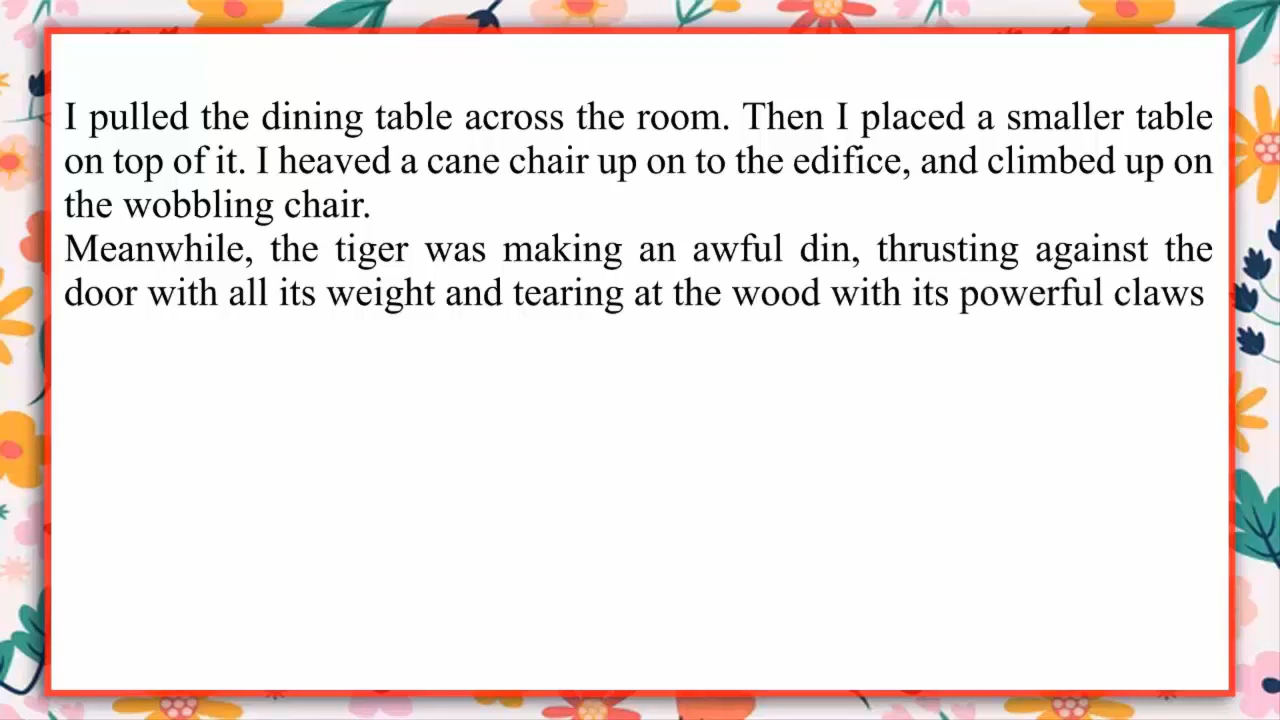 I pulled the dining table across the room. Then I placed a smaller table
on top of it. I heaved a cane chair up on to the edifice, and climbed up on
the wobbling chair.
Meanwhile, the tiger was making an awful din, thrusting against the
door with all its weight and tearing at the wood with its powerful claws